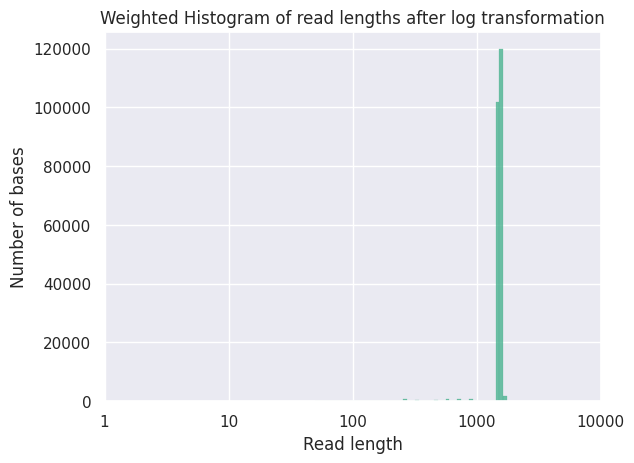 Weighted Histogram of read lengths after log transformation
120000
100000
80000
60000
40000
20000
0
Number of bases
1 10 100 1000 10000
Read length